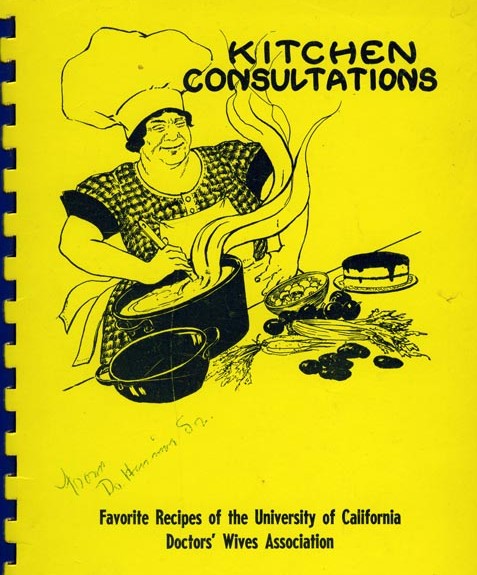 KITCHEN
CONSULTATIONS
from
Dr. Sr.
Favorite Recipes of the University of California
Doctors' Wives Association